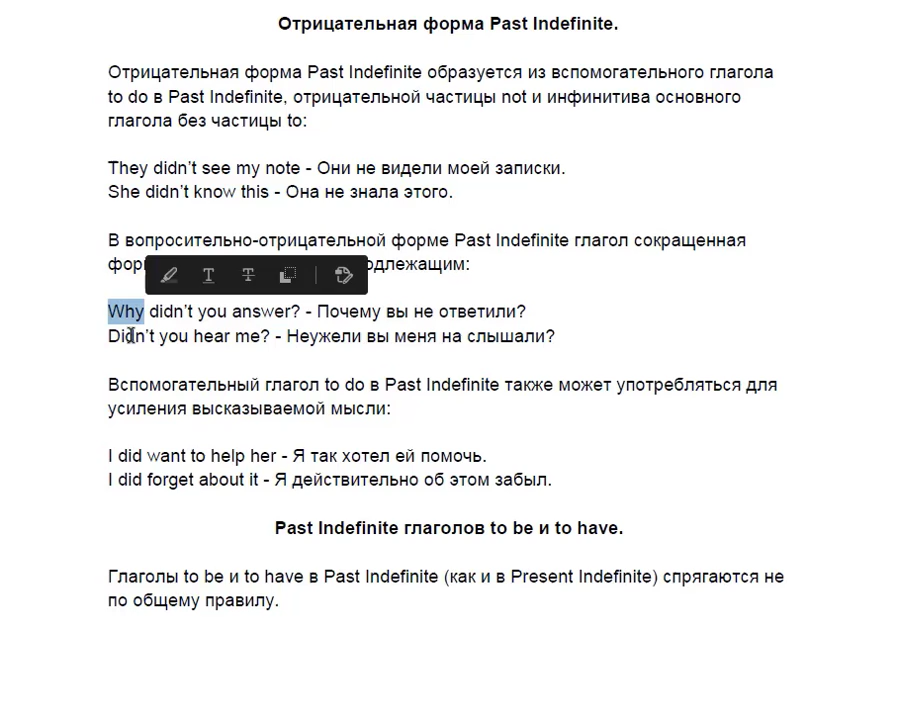 Отрицательная форма Past Indefinite.
Отрицательная форма Past Indefinite образуется из вспомогательного глагола
to do в Past Indefinite, отрицательной частицы not и инфинитива основного
глагола без частицы to:
They didn’t see my note - Они не видели моей записки.
She didn’t know this - Она не знала этого.
В вопросительно-отрицательной форме Past Indefinite глагол сокращенная
Why didn’t you answer? - Почему вы не ответили?
Didn’t you hear me? - Неужели вы меня на слышали?
Вспомогательный глагол to do в Past Indefinite также может употребляться для
усиления высказываемой мысли:
I did want to help her - Я так хотел ей помочь.
I did forget about it - Я действительно об этом забыл.
Past Indefinite глаголов to be и to have.
Глаголы to be и to have в Past Indefinite (как и в Present Indefinite) спрягаются не
по общему правилу.